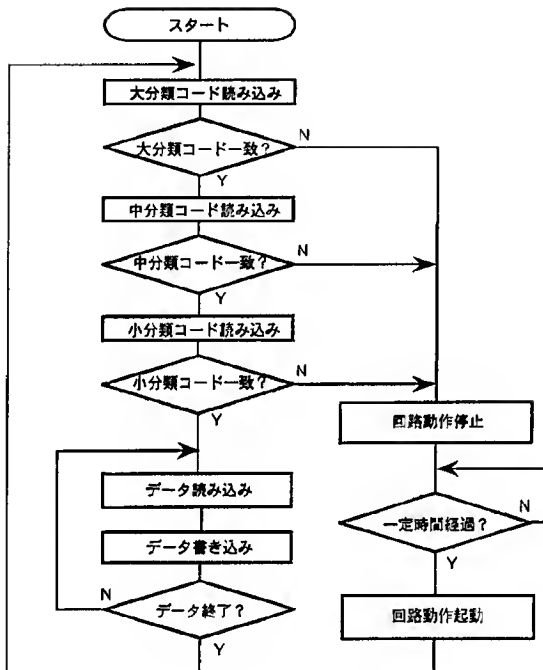 スタート
大分類コード読み込み
大分類コード一致?
N
Y
中分類コード読み込み
中分類コード一致?
N
Y
小分類コード読み込み
小分類コード一致?
N
Y
データ読み込み
データ書き込み
データ終了?
N
Y
回路動作停止
一定時間経過?
N
Y
回路動作起動